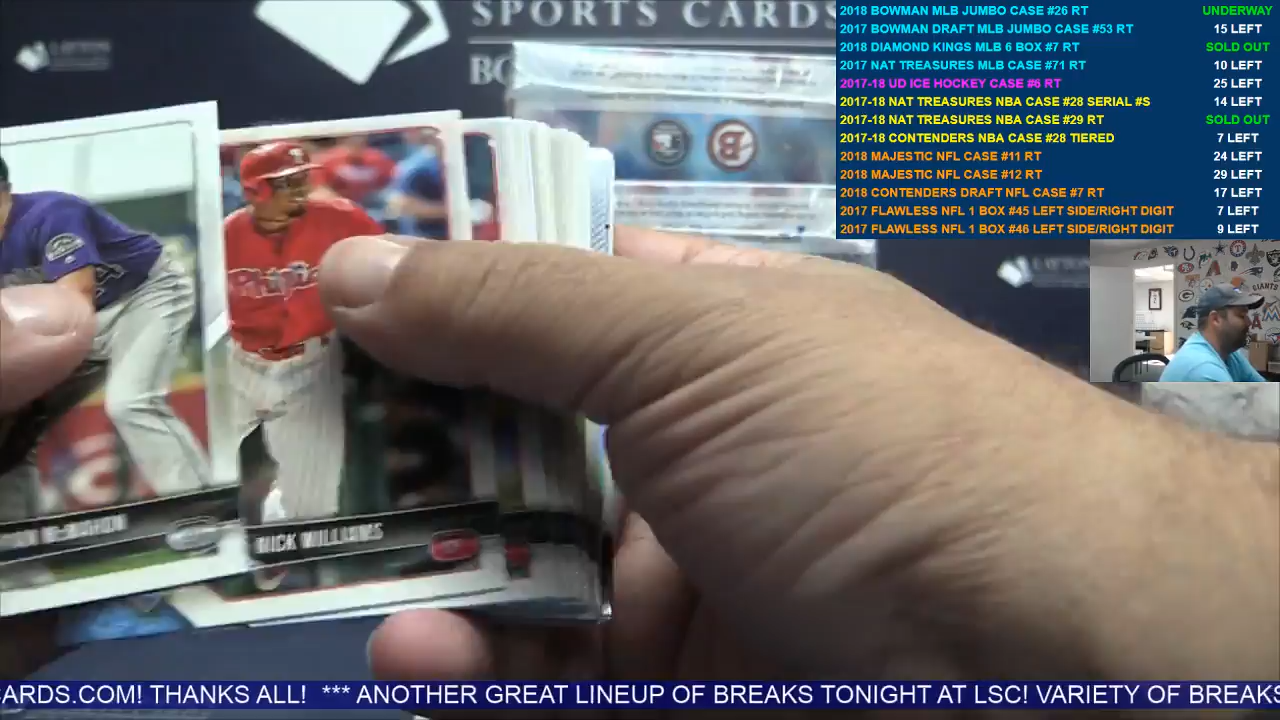 SPORTS CARDS
2018 BOWMAN MLB JUMBO CASE #26 RT UNDERWAY
2017 BOWMAN DRAFT MLB JUMBO CASE #53 RT 15 LEFT
2018 DIAMOND KINGS MLB 6 BOX #7 RT SOLD OUT
2017 NAT TREASURES MLB CASE #71 RT 10 LEFT
2017-18 UD ICE HOCKEY CASE #6 RT 25 LEFT
2017-18 NAT TREASURES NBA CASE #28 SERIAL #S 14 LEFT
2017-18 NAT TREASURES NBA CASE #29 RT SOLD OUT
2017-18 CONTENDERS NBA CASE #28 TIERED 7 LEFT
2018 MAJESTIC NFL CASE #11 RT 24 LEFT
2018 MAJESTIC NFL CASE #12 RT 29 LEFT
2018 CONTENDERS DRAFT NFL CASE #7 RT 17 LEFT
2017 FLAWLESS NFL 1 BOX #45 LEFT SIDE/RIGHT DIGIT 7 LEFT
2017 FLAWLESS NFL 1 BOX #46 LEFT SIDE/RIGHT DIGIT 9 LEFT
B
GIANTS
McMAHON
NICK WILLIAMS
CARDS.COM! THANKS ALL! *** ANOTHER GREAT LINEUP OF BREAKS TONIGHT AT LSC! VARIETY OF BREAKS